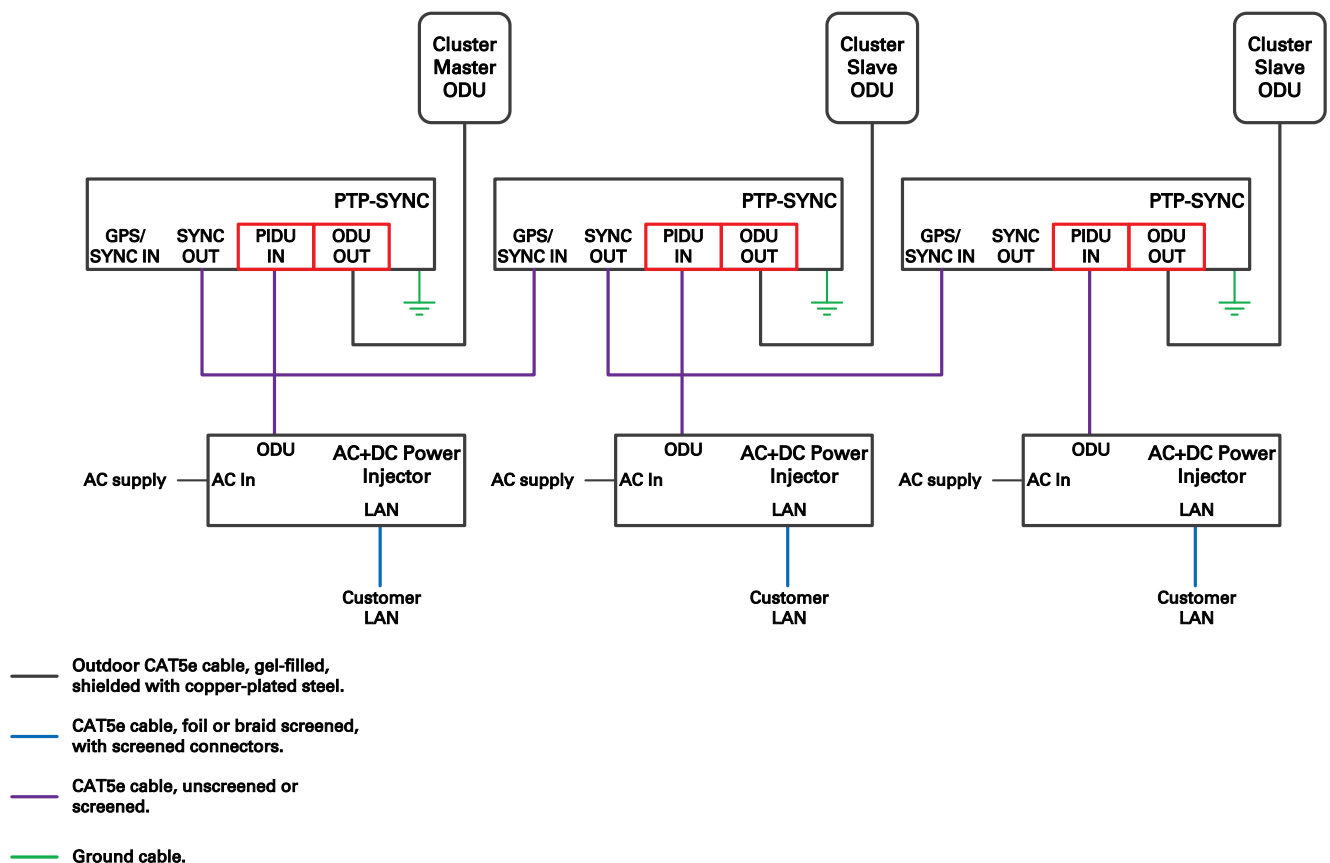 Cluster
Master
ODU
Cluster
Slave
ODU
Cluster
Slave
ODU
PTP-SYNC
GPS/
SYNC IN
SYNC
OUT
PIDU
IN
ODU
OUT
PTP-SYNC
GPS/
SYNC IN
SYNC
OUT
PIDU
IN
ODU
OUT
PTP-SYNC
GPS/
SYNC IN
SYNC
OUT
PIDU
IN
ODU
OUT
ODU
AC+DC Power
Injector
AC supply
AC In
LAN
Customer
LAN
ODU
AC+DC Power
Injector
AC supply
AC In
LAN
Customer
LAN
ODU
AC+DC Power
Injector
AC supply
AC In
LAN
Customer
LAN
Outdoor CAT5e cable, gel-filled,
shielded with copper-plated steel.
CAT5e cable, foil or braid screened,
with screened connectors.
CAT5e cable, unscreened or
screened.
Ground cable.